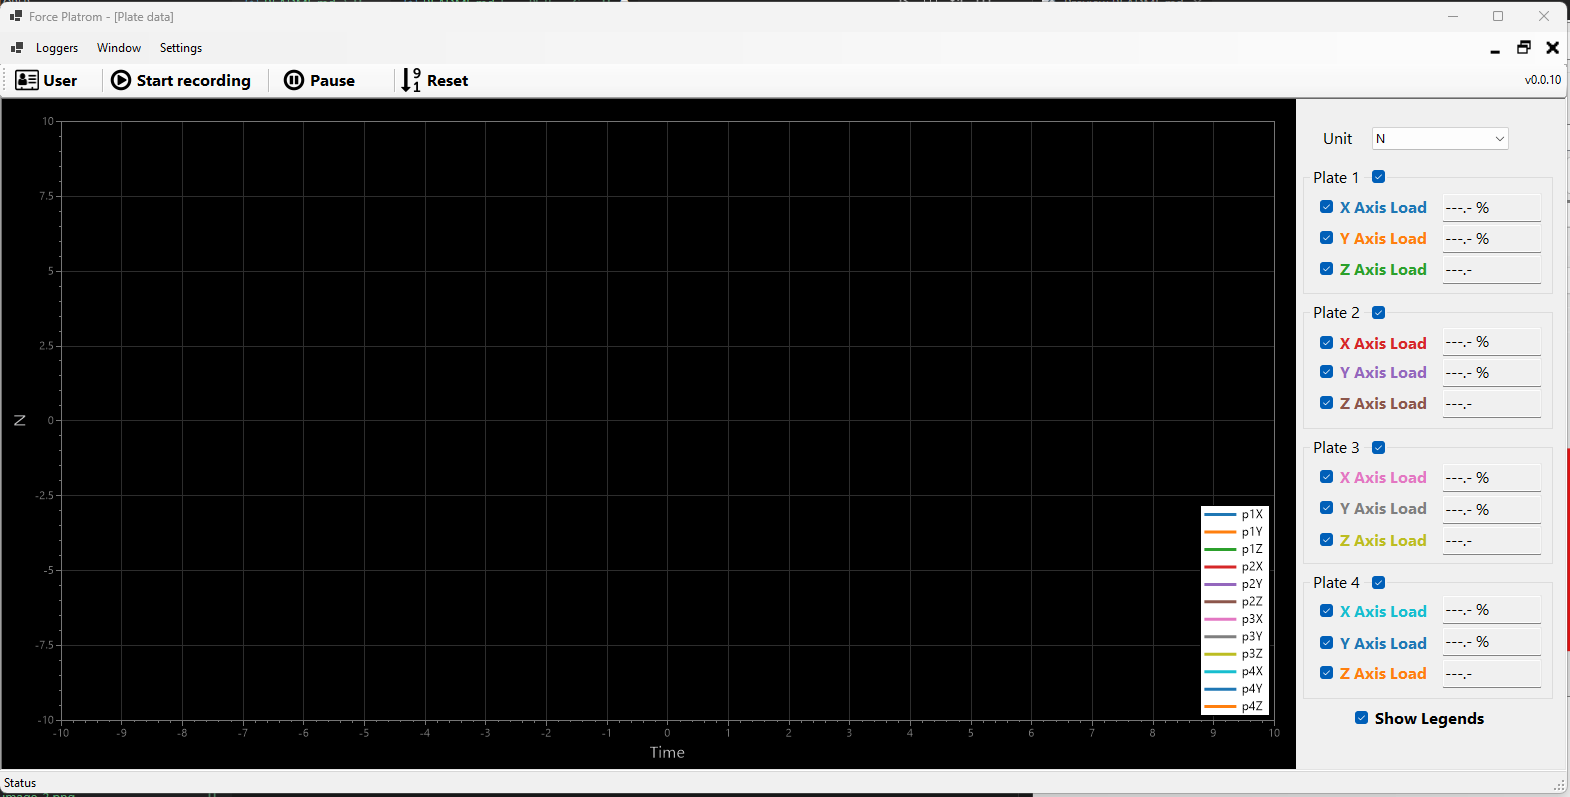 Force Platrom - [Plate data]
Loggers Window Settings
User Start recording Pause 9 1 Reset v0.0.10
Unit N
Plate 1
X Axis Load ---.- %
Y Axis Load ---.- %
Z Axis Load ---.-
Plate 2
X Axis Load ---.- %
Y Axis Load ---.- %
Z Axis Load ---.-
Plate 3
X Axis Load ---.- %
Y Axis Load ---.- %
Z Axis Load ---.-
Plate 4
X Axis Load ---.- %
Y Axis Load ---.- %
Z Axis Load ---.-
Show Legends
10
7.5
5
2.5
0
-2.5
-5
-7.5
-10
N
p1X
p1Y
p1Z
p2X
p2Y
p2Z
p3X
p3Y
p3Z
p4X
p4Y
p4Z
-10 -9 -8 -7 -6 -5 -4 -3 -2 -1 0 1 2 3 4 5 6 7 8 9 10
Time
Status